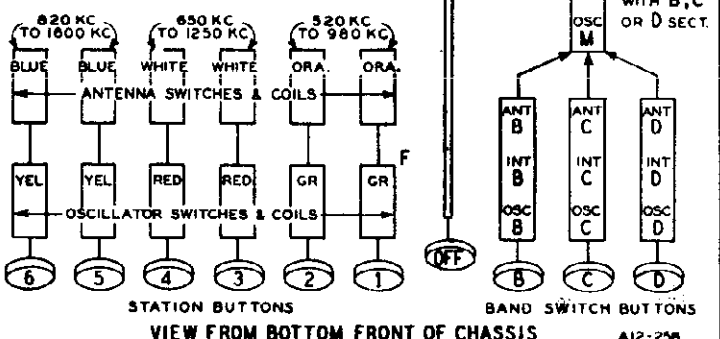 820 KC TO 1600 KC
650 KC TO 1250 KC
520 KC TO 980 KC
BLUE BLUE WHITE WHITE ORA. ORA.
ANTENNA SWITCHES & COILS
YEL YEL RED RED GR GR F
OSCILLATOR SWITCHES & COILS
6 5 4 3 2 1
STATION BUTTONS
OFF
WITH B, C
OR D SECT.
OSC
M
ANT ANT ANT
B C D
INT INT INT
B C D
OSC OSC OSC
B C D
B C D
BAND SWITCH BUTTONS
VIEW FROM BOTTOM FRONT OF CHASSIS
A12-258